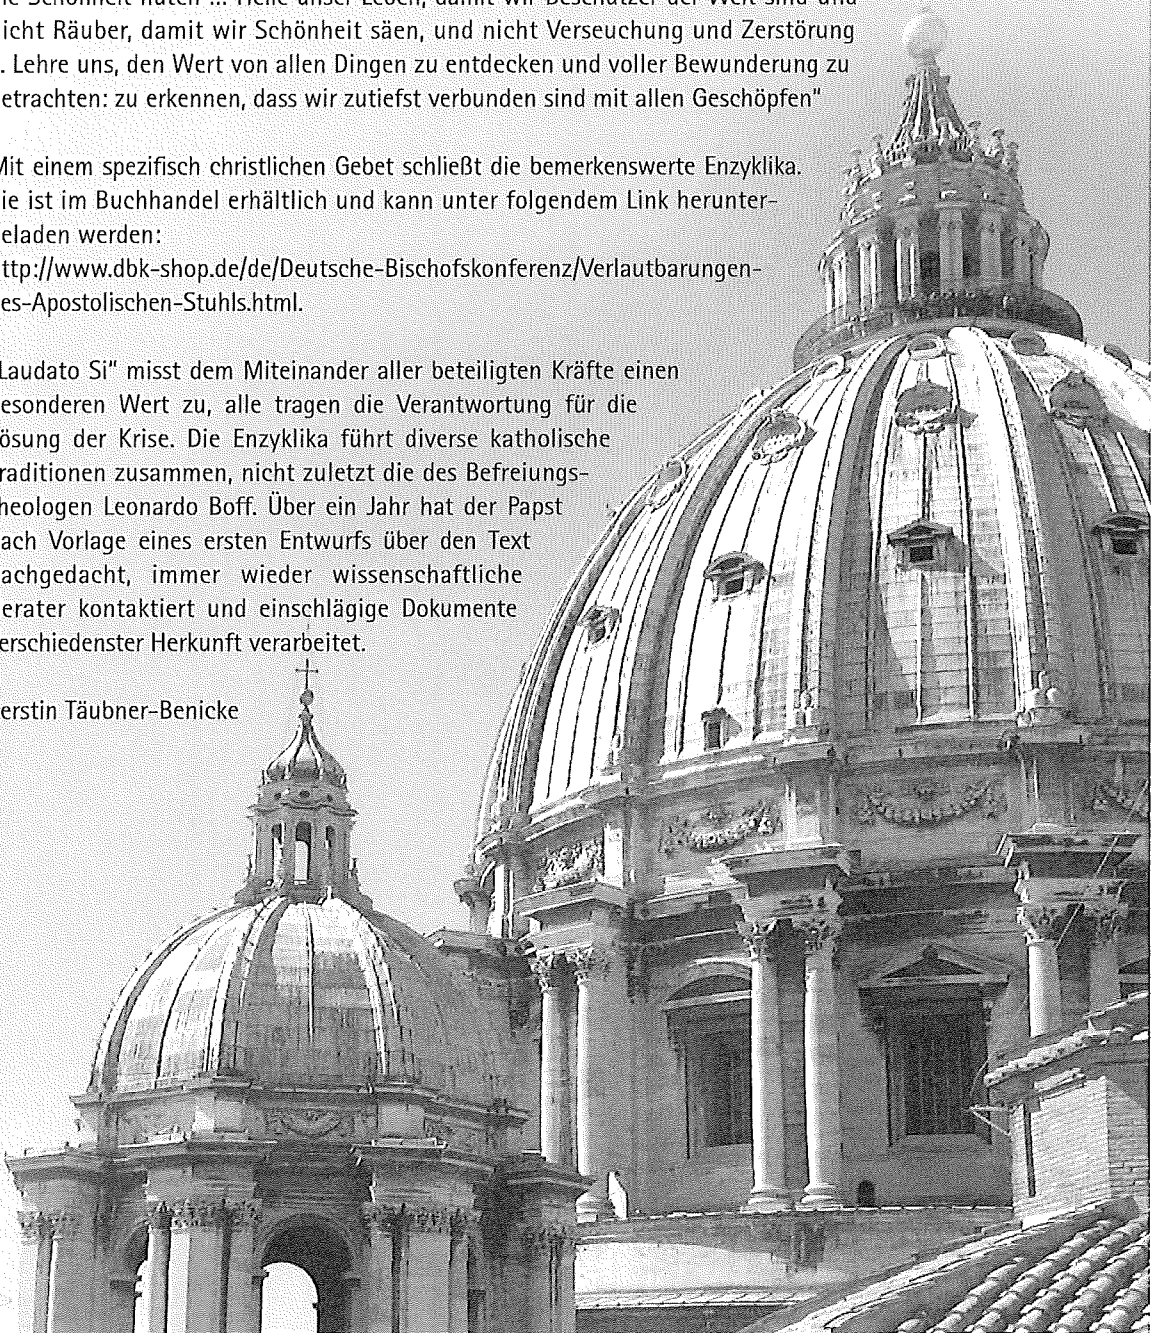 die Schönheit hüten ... Heile unser Leben, damit wir Beschützer der Welt sind und
icht Räuber, damit wir Schönheit säen, und nicht Verseuchung und Zerstörung
.. Lehre uns, den Wert von allen Dingen zu entdecken und voller Bewunderung zu
etrachten: zu erkennen, dass wir zutiefst verbunden sind mit allen Geschöpfen"
Mit einem spezifisch christlichen Gebet schließt die bemerkenswerte Enzyklika.
ie ist im Buchhandel erhältlich und kann unter folgendem Link herunter-
eladen werden:
ttp://www.dbk-shop.de/de/Deutsche-Bischofskonferenz/Verlautbarungen-
es-Apostolischen-Stuhls.html.
Laudato Si" misst dem Miteinander aller beteiligten Kräfte einen
esonderen Wert zu, alle tragen die Verantwortung für die
ösung der Krise. Die Enzyklika führt diverse katholische
raditionen zusammen, nicht zuletzt die des Befreiungs-
heologen Leonardo Boff. Über ein Jahr hat der Papst
ach Vorlage eines ersten Entwurfs über den Text
achgedacht, immer wieder wissenschaftliche
erater kontaktiert und einschlägige Dokumente
erschiedenster Herkunft verarbeitet.
erstin Täubner-Benicke